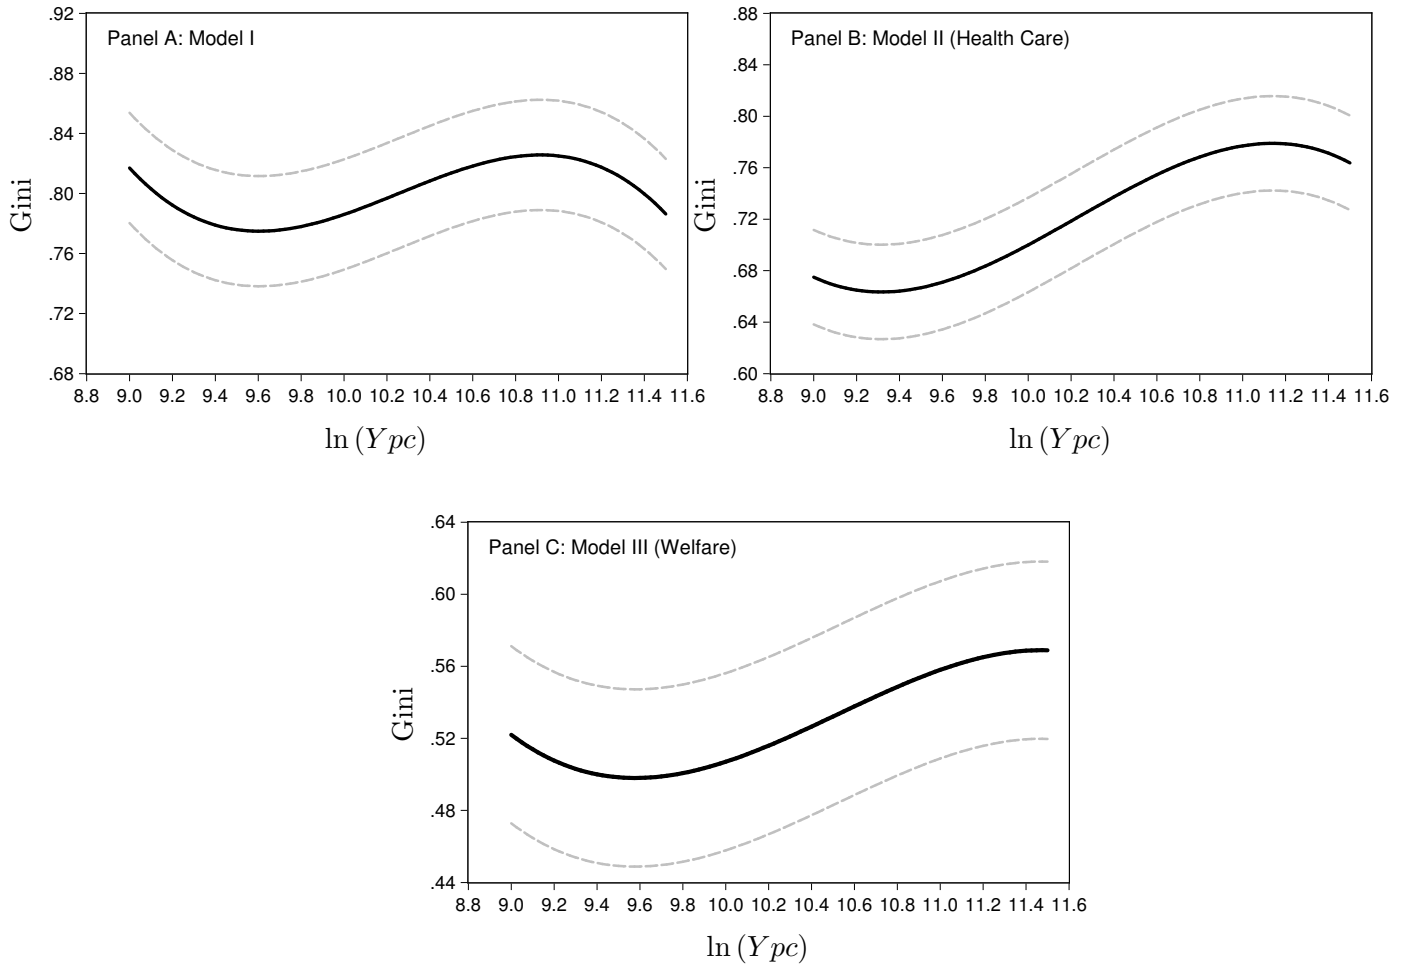 Panel A: Model I
Gini
.92
.88
.84
.80
.76
.72
.68
8.8 9.0 9.2 9.4 9.6 9.8 10.0 10.2 10.4 10.6 10.8 11.0 11.2 11.4 11.6
ln (Y pc)
Panel B: Model II (Health Care)
Gini
.88
.84
.80
.76
.72
.68
.64
.60
8.8 9.0 9.2 9.4 9.6 9.8 10.0 10.2 10.4 10.6 10.8 11.0 11.2 11.4 11.6
ln (Y pc)
Panel C: Model III (Welfare)
Gini
.64
.60
.56
.52
.48
.44
8.8 9.0 9.2 9.4 9.6 9.8 10.0 10.2 10.4 10.6 10.8 11.0 11.2 11.4 11.6
ln (Y pc)